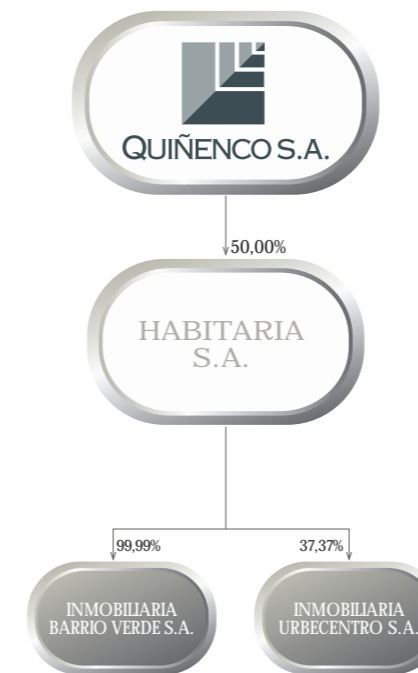 QUIÑENCO S.A.
50,00%
HABITARIA
S.A.
99,99%
37,37%
INMOBILIARIA
BARRIO VERDE S.A.
INMOBILIARIA
URBECENTRO S.A.